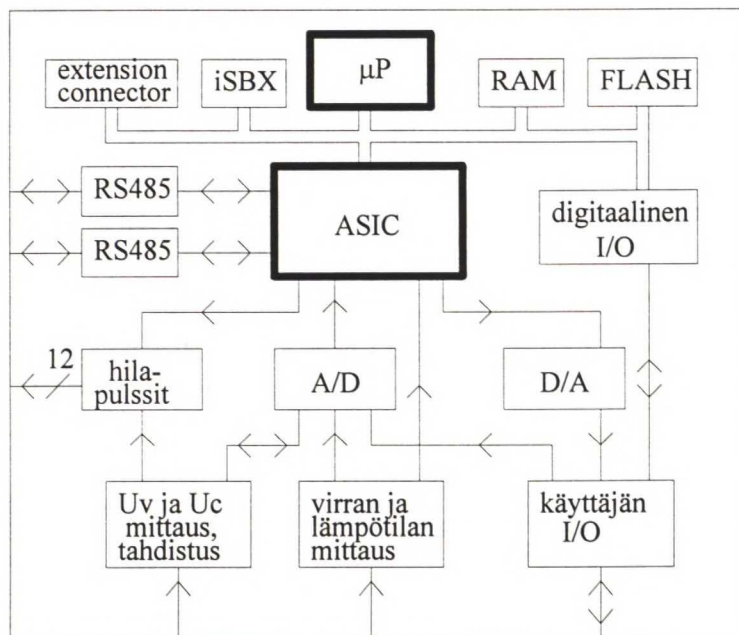 extension
connector
iSBX
µP
RAM
FLASH
RS485
ASIC
digitaalinen
I/O
RS485
12
hila-
pulssit
A/D
D/A
Uv ja Uc
mittaus,
tahdistus
virran ja
lämpötilan
mittaus
käyttäjän
I/O